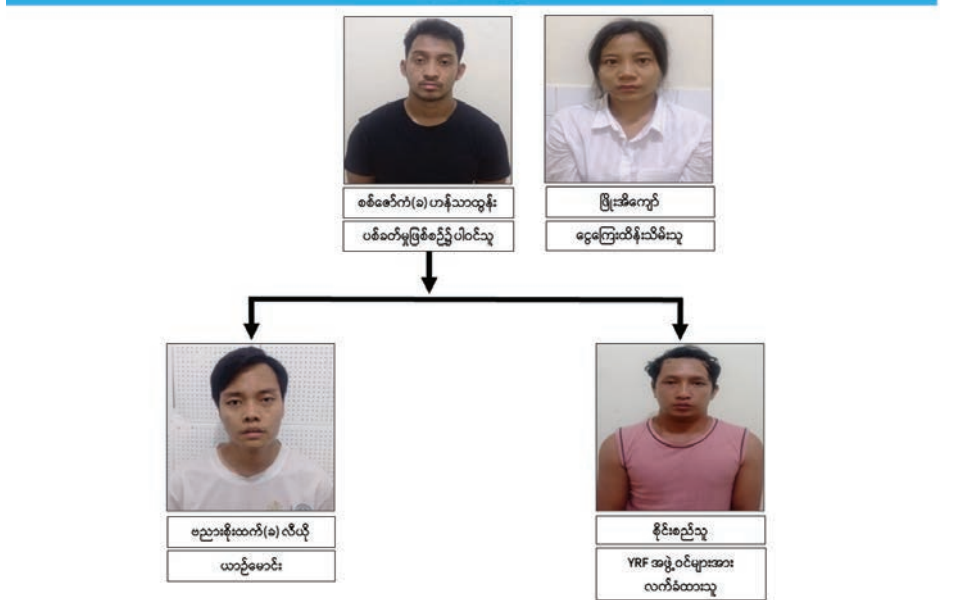 စစ်ဇော်ကံ(ခ) ဟန်သာထွန်း
ပစ်ခတ်မှုဖြစ်စဉ်၌ ပါဝင်သူ
ဖြိုးအိကျော်
ငွေကြေးထိန်းသိမ်းသူ
ဗညားစိုးထက်(ခ) လီယို
ယာဉ်မောင်း
စိုင်းစည်သူ
YRF အဖွဲ့ဝင်များအား
လက်ခံထားသူ